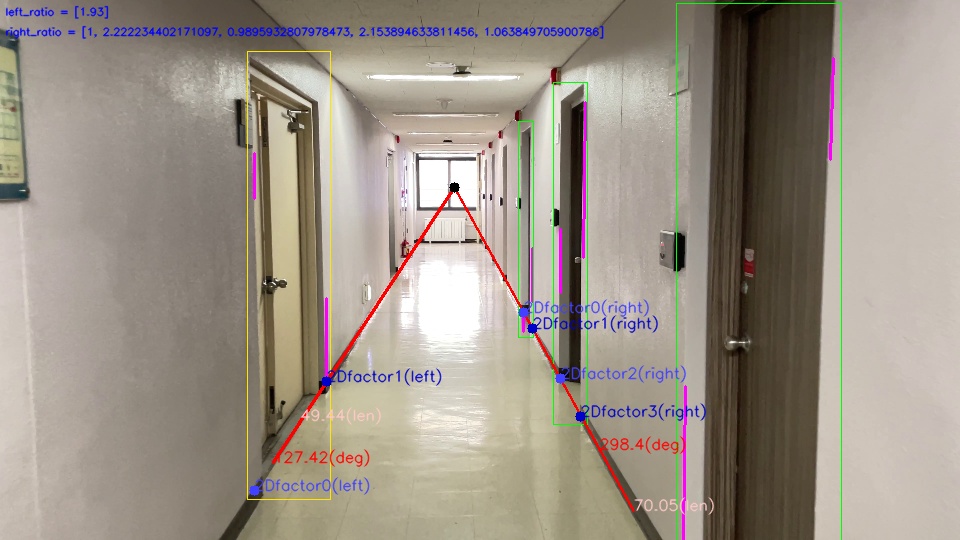 left_ratio = [1.93]
right_ratio = [1, 2.222234402171097, 0.9895932807978473, 2.153894633811456, 1.063849705900786]
2Dfactor0(right)
2Dfactor1(right)
2Dfactor2(right)
2Dfactor1(left)
2Dfactor3(right)
49.44(len)
298.4(deg)
127.42(deg)
2Dfactor0(left)
70.05(len)